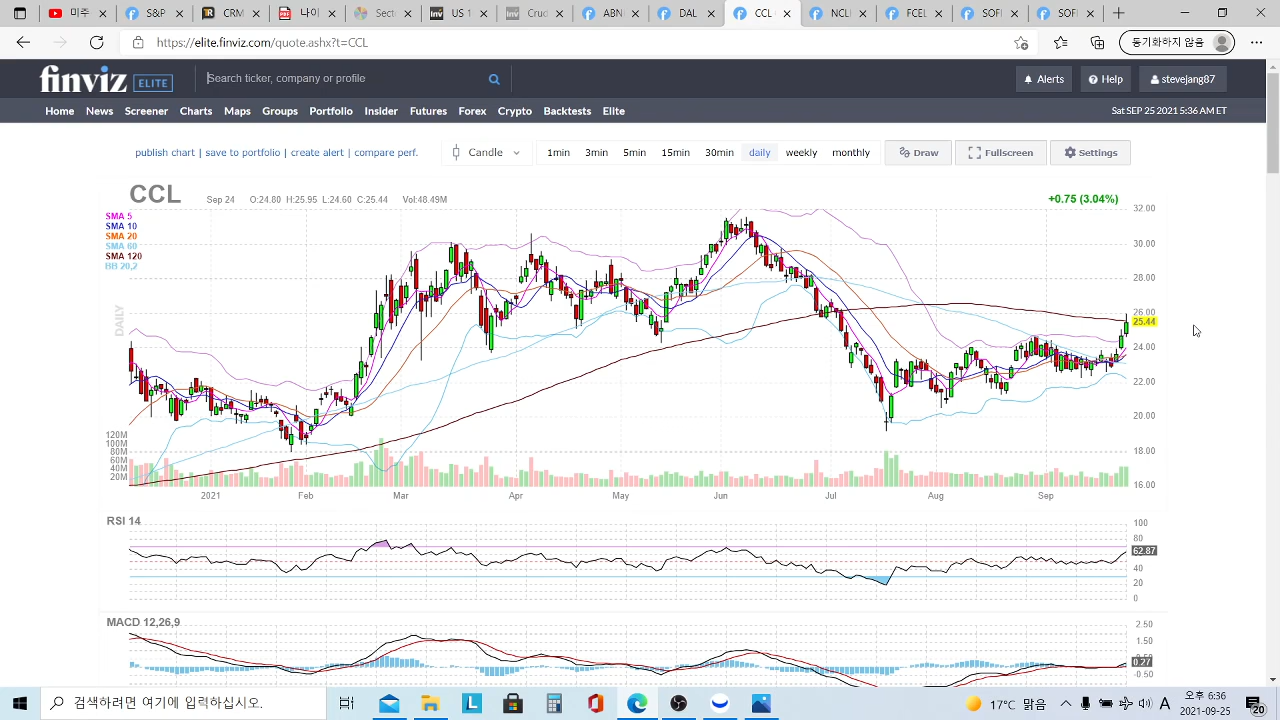 S&P
미주
CRM
나이
Secti
US 1
Crud
ABNI
DAL
CCL
NCLI
FCEL
SOFI
https://elite.finviz.com/quote.ashx?t=CCL
동기화하지 않음
finviz ELITE
Search ticker, company or profile
Alerts
Help
stevejang87
Home News Screener Charts Maps Groups Portfolio Insider Futures Forex Crypto Backtests Elite
Sat SEP 25 2021 5:36 AM ET
publish chart | save to portfolio | create alert | compare perf.
Candle
1min 3min 5min 15min 30min daily weekly monthly
Draw
Fullscreen
Settings
CCL
Sep 24 O:24.80 H:25.95 L:24.60 C:25.44 Vol:48.49M
+0.75 (3.04%)
SMA 5
SMA 10
SMA 20
SMA 60
SMA 120
BB 20,2
DAILY
32.00
30.00
28.00
26.00
25.44
24.00
22.00
20.00
18.00
16.00
120M
100M
80M
60M
40M
20M
2021 Feb Mar Apr May Jun Jul Aug Sep
RSI 14
100
80
62.87
40
20
0
MACD 12,26,9
2.50
1.50
0.27
-0.50
검색하려면 여기에 입력하십시오.
17°C 맑음
A
오후 6:36
2021-09-25
20